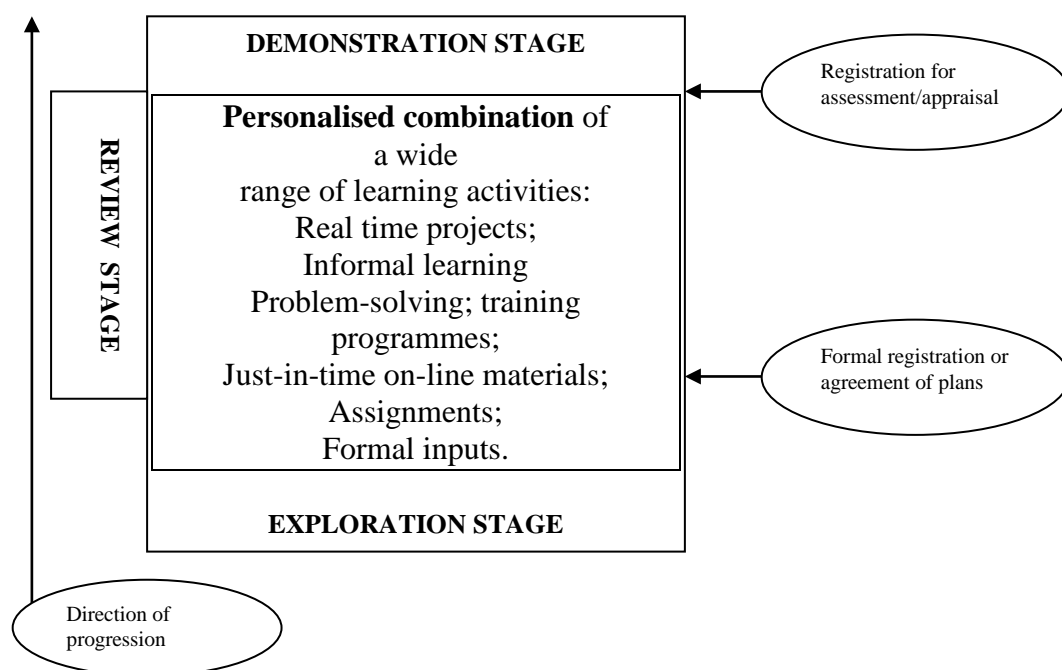 DEMONSTRATION STAGE
Registration for
assessment/appraisal
REVIEW STAGE
Personalised combination of
a wide
range of learning activities:
Real time projects;
Informal learning
Problem-solving; training
programmes;
Just-in-time on-line materials;
Assignments;
Formal inputs.
Formal registration or
agreement of plans
EXPLORATION STAGE
Direction of
progression